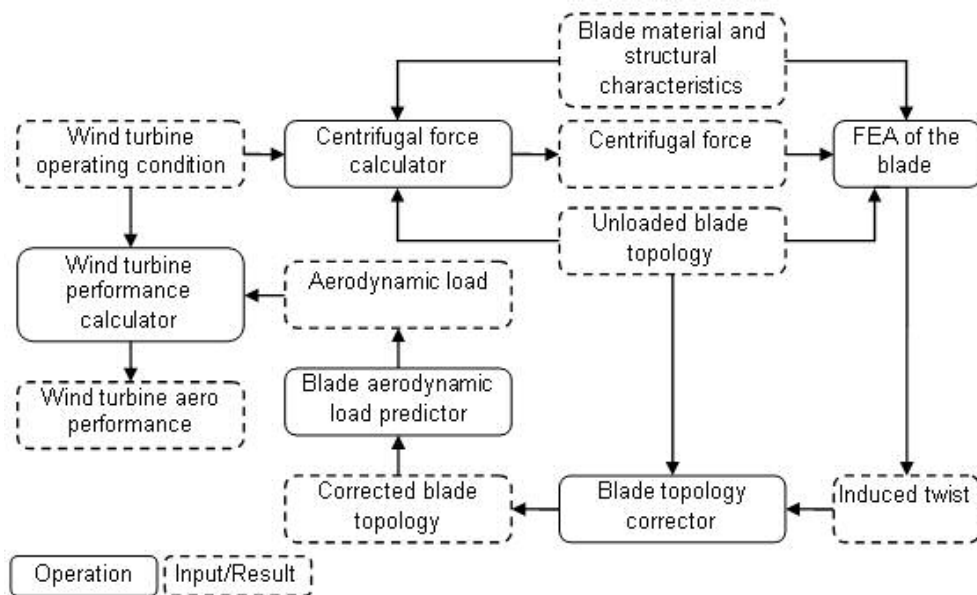 Blade material and
structural
characteristics
Wind turbine
operating condition
Centrifugal force
calculator
Centrifugal force
FEA of the
blade
Unloaded blade
topology
Wind turbine
performance
calculator
Aerodynamic load
Blade aerodynamic
load predictor
Wind turbine aero
performance
Corrected blade
topology
Blade topology
corrector
Induced twist
Operation
Input/Result